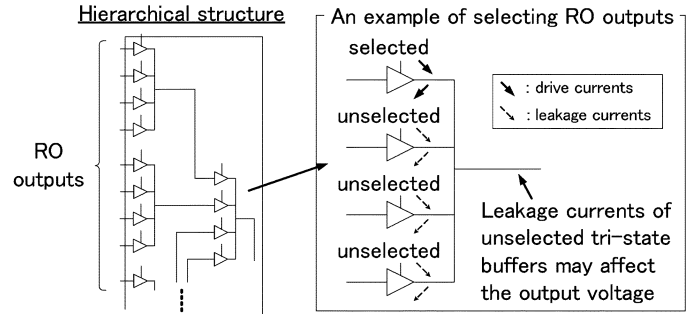 Hierarchical structure
RO
outputs
An example of selecting RO outputs
selected
unselected
unselected
unselected
: drive currents
: leakage currents
Leakage currents of
unselected tri-state
buffers may affect
the output voltage